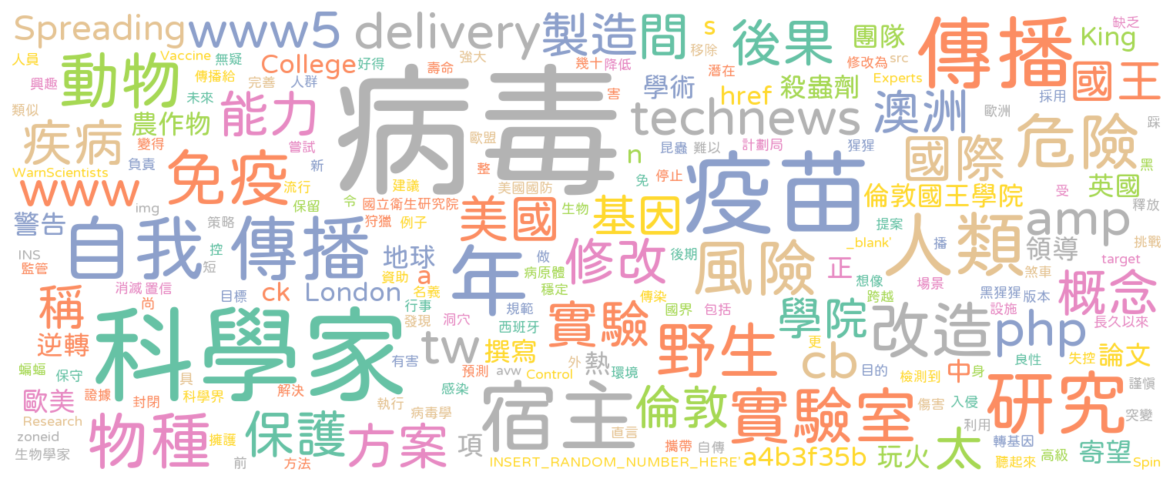 Spreading www5 delivery 製造 間 s 移除 後果 團隊 傳播 King 缺乏
人員 Vaccine 無疑 College 好得 強大 幾十 降低 潛在 src 修改為 國王
興趣 動物 傳播給 完善 人群 壽命 害 學術 href 殺蟲劑 Experts 採用
類似 未來 能力 病毒 technews 澳洲 歐洲 踩
疾病 農作物 嘗試 歐盟 昆蟲 難以 計劃局 猩猩 國際 危險 黑
變得 負責 新 整 停止
WarnScientists 免疫 流行 建議 美國國防 免 疫苗 倫敦國王學院 受 英國
www 保留 令 國立衛生研究院 美國 生物 基因 釋放
警告 img 自我 傳播 狩獵 例子 提案 人類 amp 挑戰
策略 控 _blank' 播 領導
INS 監管 短 地球 年 做 後期 修改 風險 正 想像 煞車 target
資助 a 病原體 場景 跨越 黑猩猩 版本 概念
消滅 置信 目標 ck London 名義 穩定 傳染 國界 包括 設施 長久以來
稱 尚 科學家 行事 規範 實驗 學院 改造 php
逆轉 發現 洞穴 西班牙 野生 更 良性 失控 論文
蝙蝠 保守 具 有害 tw 撰寫 外 熱 環境 cb 目的 中 身
預測 avw Control 檢測到 謹慎
歐美 證據 封閉 科學界 解決 感染 宿主 倫敦 實驗室 傷害 入侵 研究 突變
Research 執行 病毒學 利用
zoneid 物種 擁護 保護 方案 項 直言 攜帶 自傳 轉基因 寄望
生物學家 前 方法 INSERT_RANDOM_NUMBER_HERE' a4b3f35b 玩火 太 聽起來 高級 Spin